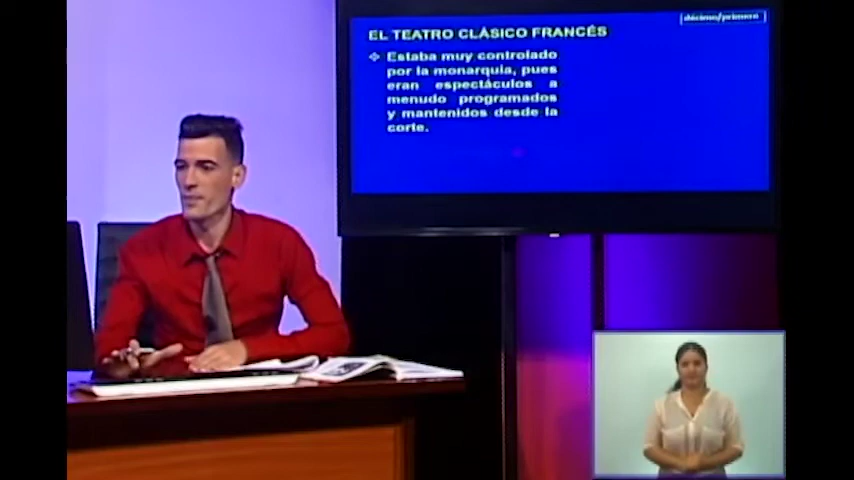 [décimo/primero]
EL TEATRO CLÁSICO FRANCÉS
❖ Estaba muy controlado
por la monarquía, pues
eran espectáculos a
menudo programados
y mantenidos desde la
corte.